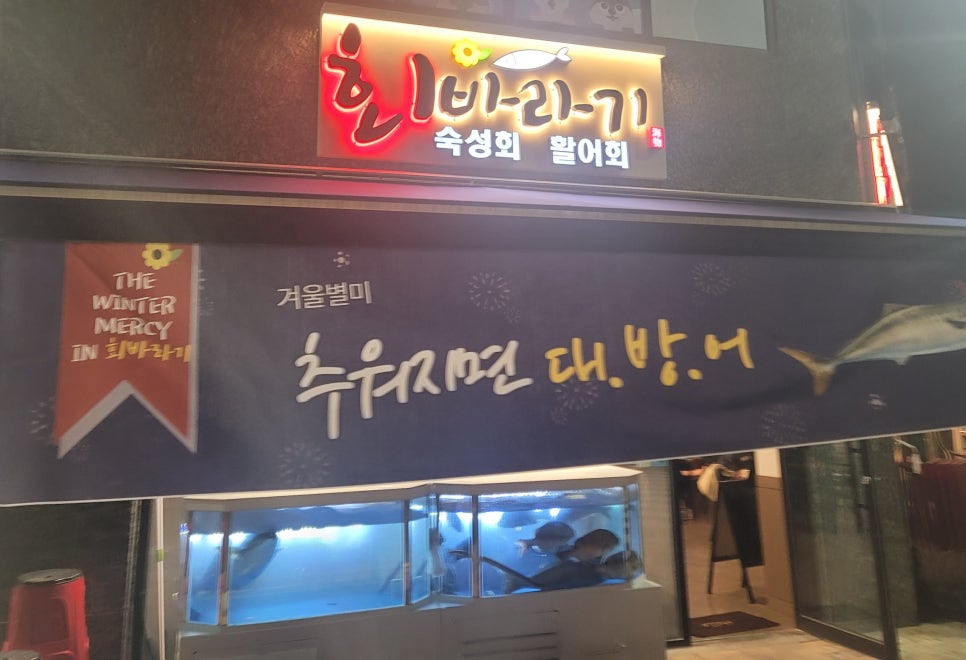 회바라기
숙성회 활어회
THE
WINTER
MERCY
IN 회바라기
겨울별미
추워지면 대.방.어